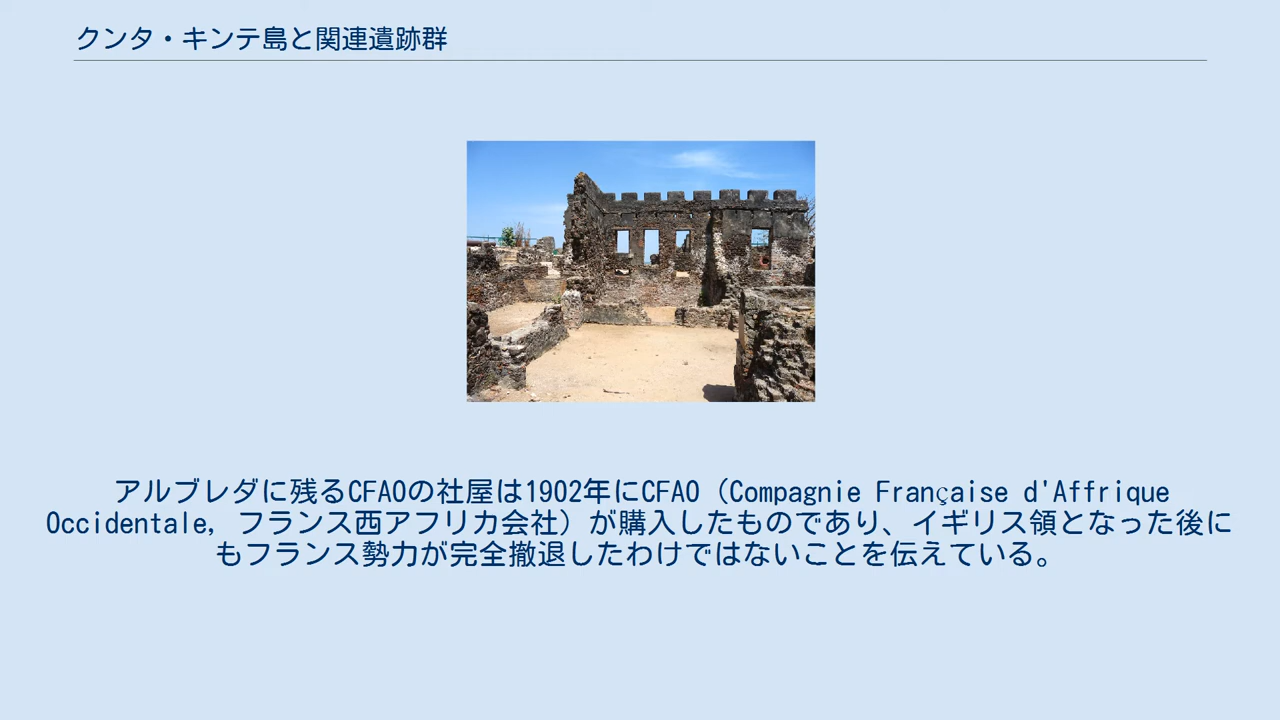 クンタ・キンテ島と関連遺跡群
アルブレダに残るCFAOの社屋は1902年にCFAO（Compagnie Française d'Affrique
Occidentale, フランス西アフリカ会社）が購入したものであり、イギリス領となった後に
もフランス勢力が完全撤退したわけではないことを伝えている。